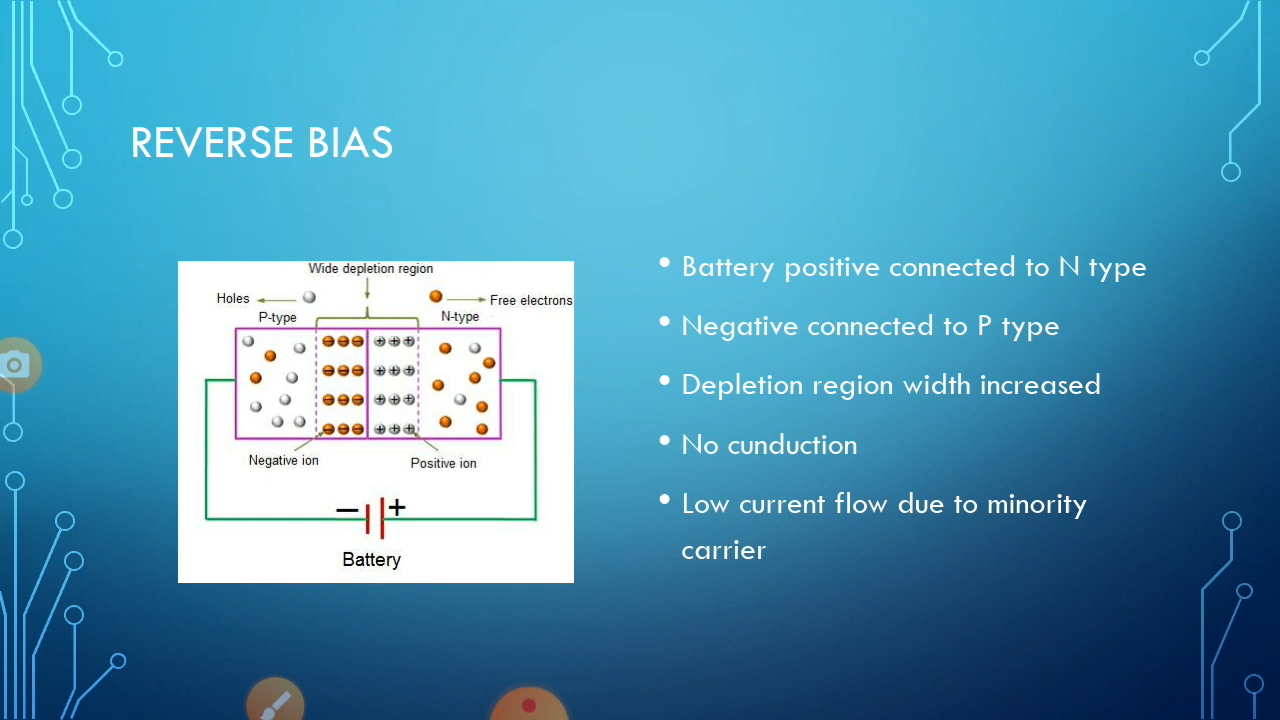 REVERSE BIAS
Wide depletion region
Holes
Free electrons
P-type
N-type
Negative ion
Positive ion
– +
Battery
• Battery positive connected to N type
• Negative connected to P type
• Depletion region width increased
• No cunduction
• Low current flow due to minority
carrier